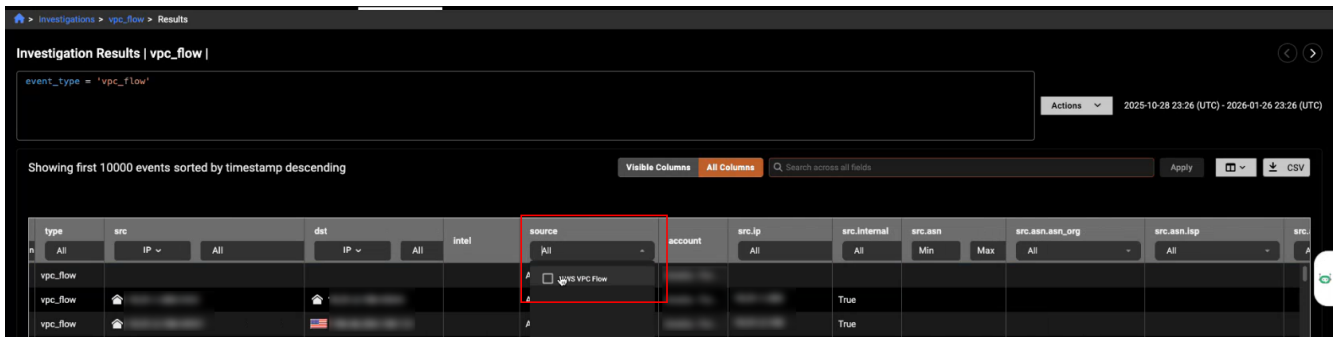 > Investigations > vpc_flow > Results
Investigation Results | vpc_flow |
event_type = 'vpc_flow'
Actions
2025-10-28 23:26 (UTC) - 2026-01-26 23:26 (UTC)
Showing first 10000 events sorted by timestamp descending
Visible Columns
All Columns
Search across all fields
Apply
CSV
type src dst intel source account src.ip src.internal src.asn src.asn.asn_org src.asn.isp src.
n All IP All IP All All All All Min Max All All A
vpc_flow A
VPC Flow
vpc_flow A True
vpc_flow A True